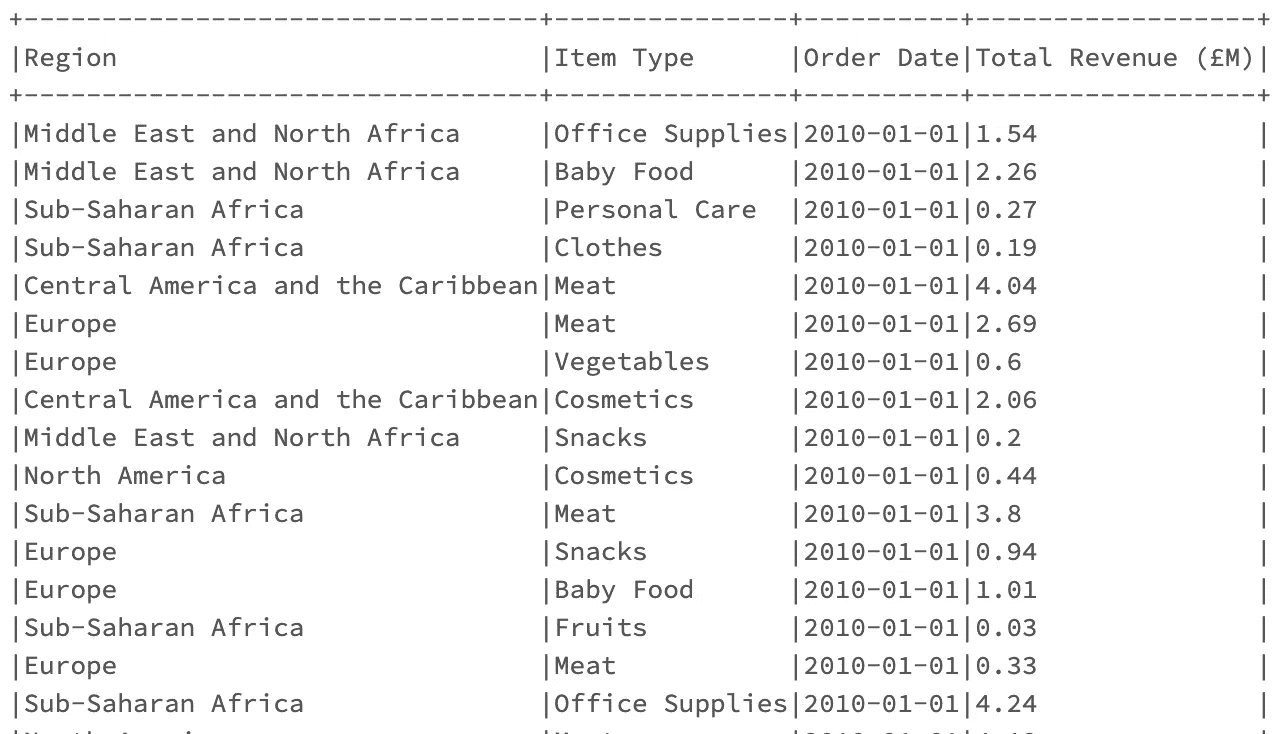 +---------------------------------+---------------+----------+------------------+
|Region                           |Item Type      |Order Date|Total Revenue (£M)|
+---------------------------------+---------------+----------+------------------+
|Middle East and North Africa     |Office Supplies|2010-01-01|1.54              |
|Middle East and North Africa     |Baby Food      |2010-01-01|2.26              |
|Sub-Saharan Africa               |Personal Care  |2010-01-01|0.27              |
|Sub-Saharan Africa               |Clothes        |2010-01-01|0.19              |
|Central America and the Caribbean|Meat           |2010-01-01|4.04              |
|Europe                           |Meat           |2010-01-01|2.69              |
|Europe                           |Vegetables     |2010-01-01|0.6               |
|Central America and the Caribbean|Cosmetics      |2010-01-01|2.06              |
|Middle East and North Africa     |Snacks         |2010-01-01|0.2               |
|North America                    |Cosmetics      |2010-01-01|0.44              |
|Sub-Saharan Africa               |Meat           |2010-01-01|3.8               |
|Europe                           |Snacks         |2010-01-01|0.94              |
|Europe                           |Baby Food      |2010-01-01|1.01              |
|Sub-Saharan Africa               |Fruits         |2010-01-01|0.03              |
|Europe                           |Meat           |2010-01-01|0.33              |
|Sub-Saharan Africa               |Office Supplies|2010-01-01|4.24              |